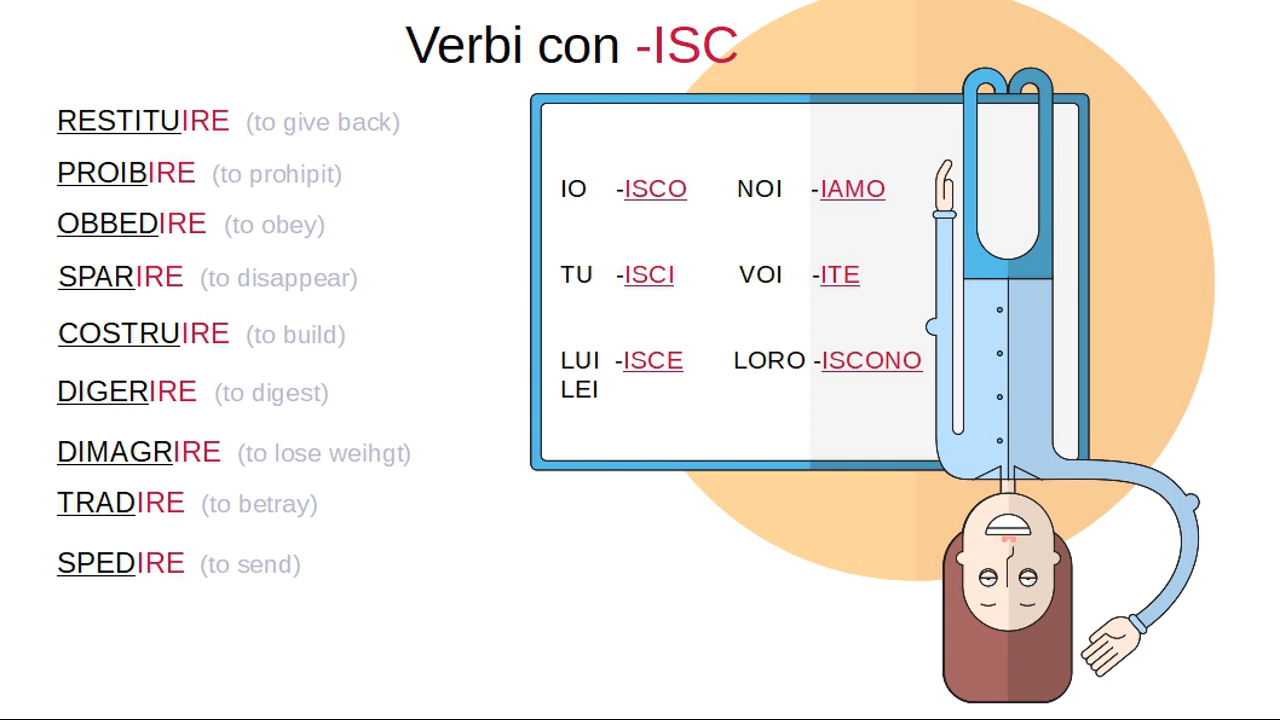 Verbi con -ISC
RESTITUIRE (to give back)
PROIBIRE (to prohipit)
OBBEDIRE (to obey)
SPARIRE (to disappear)
COSTRUIRE (to build)
DIGERIRE (to digest)
DIMAGRIRE (to lose weihgt)
TRADIRE (to betray)
SPEDIRE (to send)
IO -ISCO NOI -IAMO
TU -ISCI VOI -ITE
LUI -ISCE LORO -ISCONO
LEI